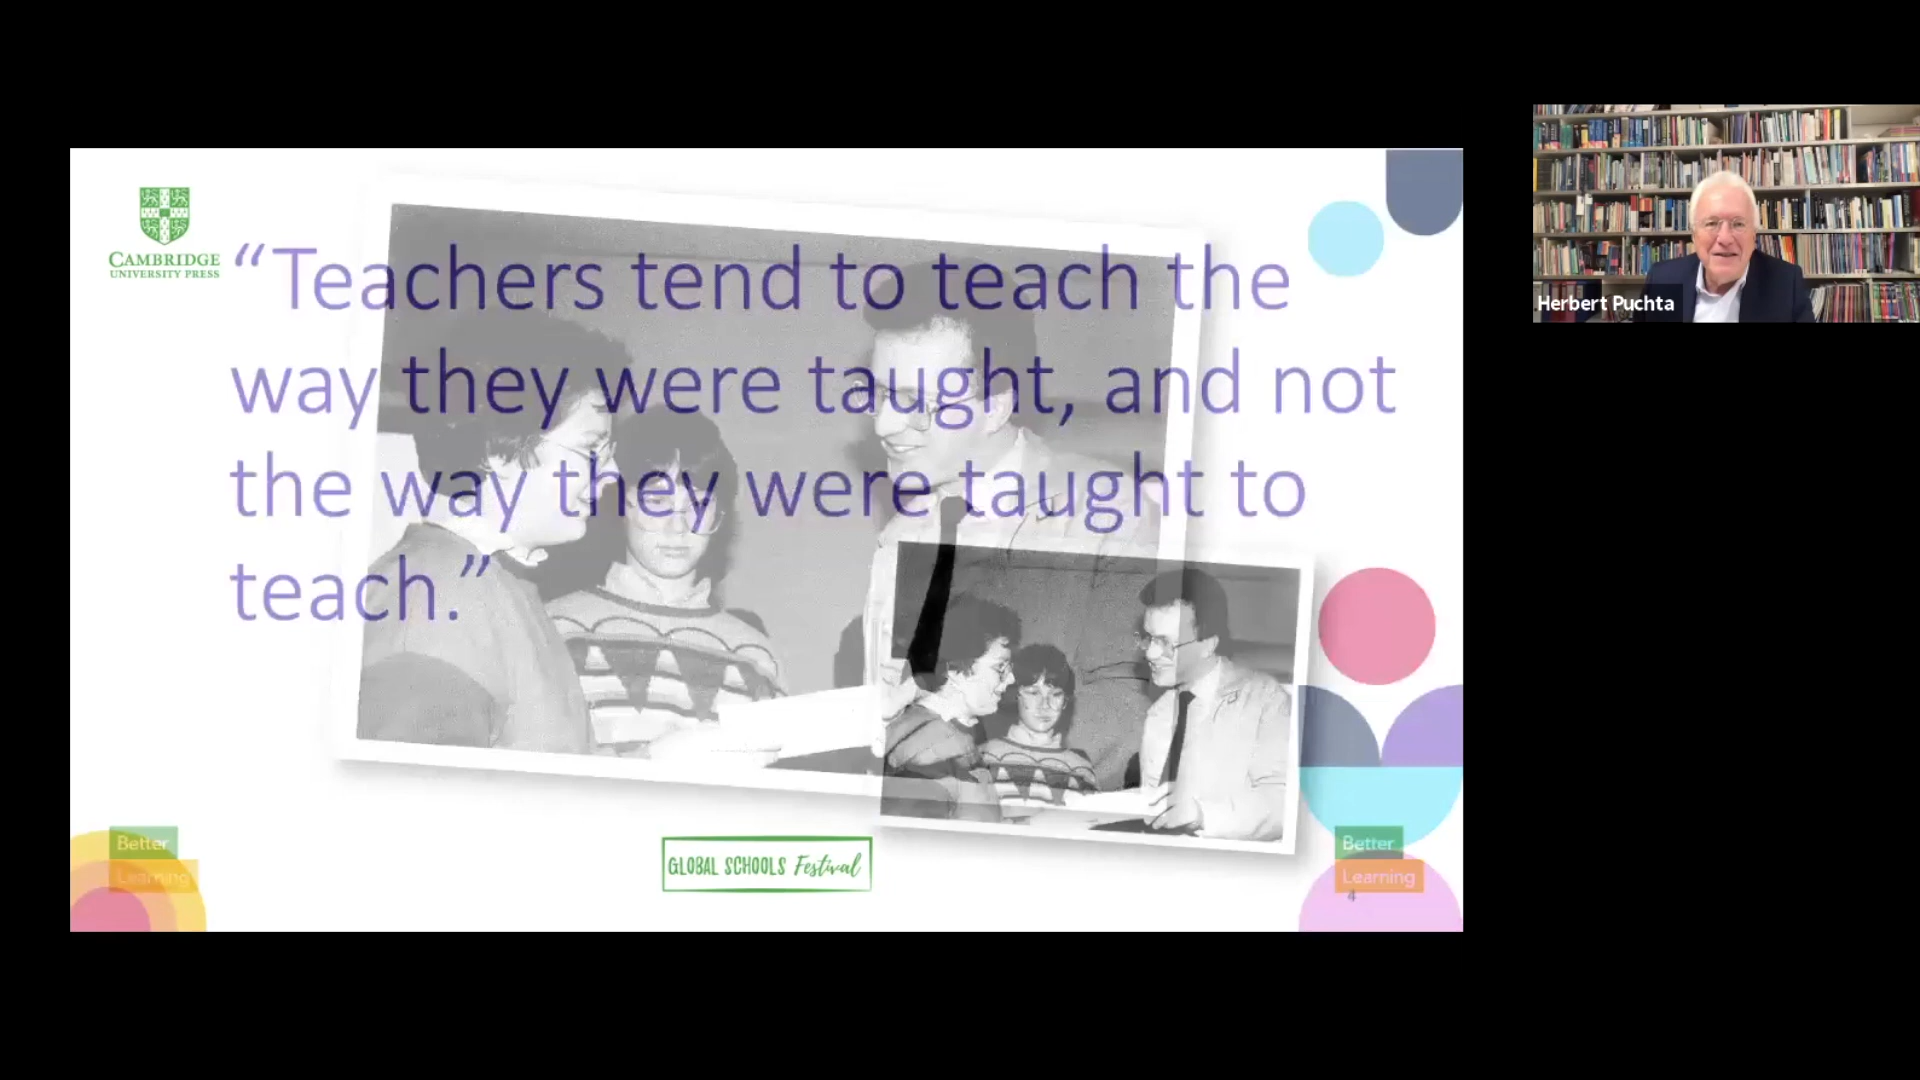 CAMBRIDGE
UNIVERSITY PRESS
“Teachers tend to teach the
way they were taught, and not
the way they were taught to
teach.”
Better
Learning
GLOBAL SCHOOLS Festival
Better
Learning
4
Herbert Puchta